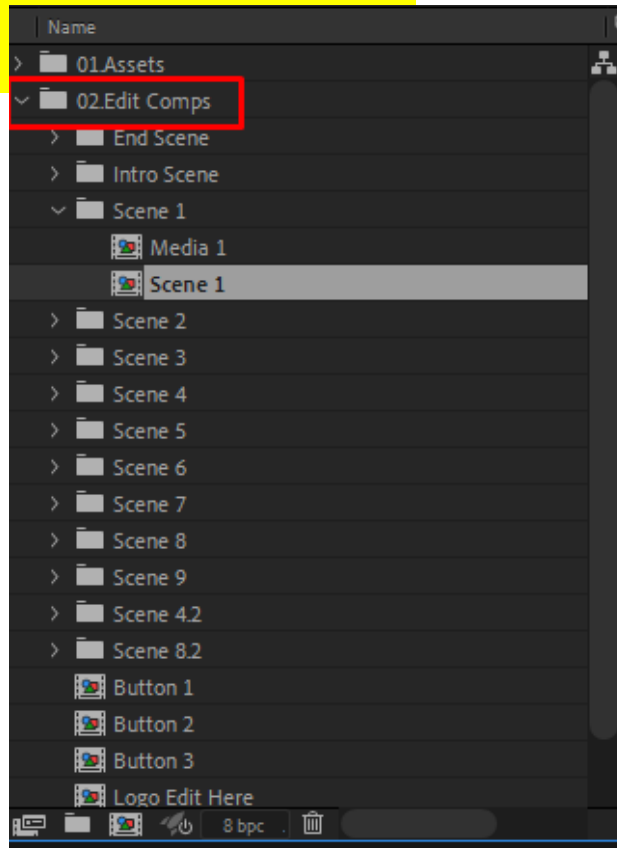 Name
01.Assets
02.Edit Comps
End Scene
Intro Scene
Scene 1
Media 1
Scene 1
Scene 2
Scene 3
Scene 4
Scene 5
Scene 6
Scene 7
Scene 8
Scene 9
Scene 4.2
Scene 8.2
Button 1
Button 2
Button 3
Logo Edit Here
8 bpc